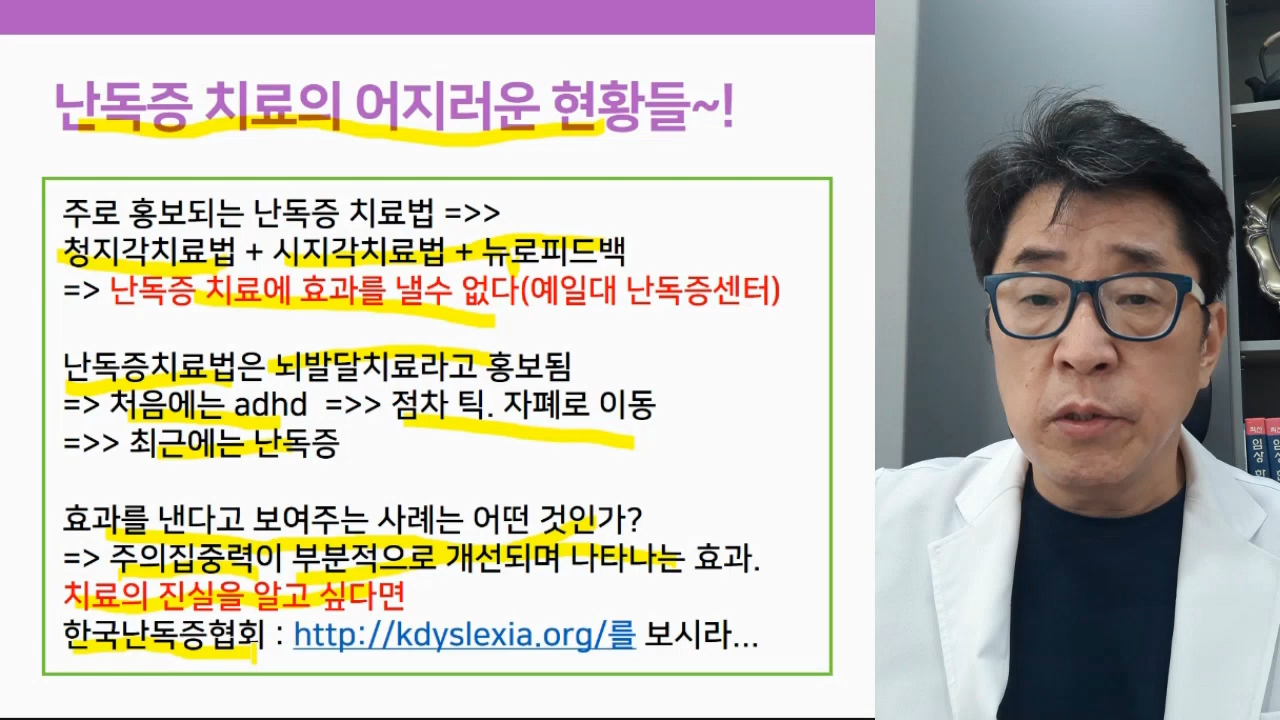 난독증 치료의 어지러운 현황들~!
주로 홍보되는 난독증 치료법 =>>
청지각치료법 + 시지각치료법 + 뉴로피드백
=> 난독증 치료에 효과를 낼수 없다(예일대 난독증센터)
난독증치료법은 뇌발달치료라고 홍보됨
=> 처음에는 adhd =>> 점차 틱. 자폐로 이동
=>> 최근에는 난독증
효과를 낸다고 보여주는 사례는 어떤 것인가?
=> 주의집중력이 부분적으로 개선되며 나타나는 효과.
치료의 진실을 알고 싶다면
한국난독증협회 : http://kdyslexia.org/를 보시라...
최신
임상
최신